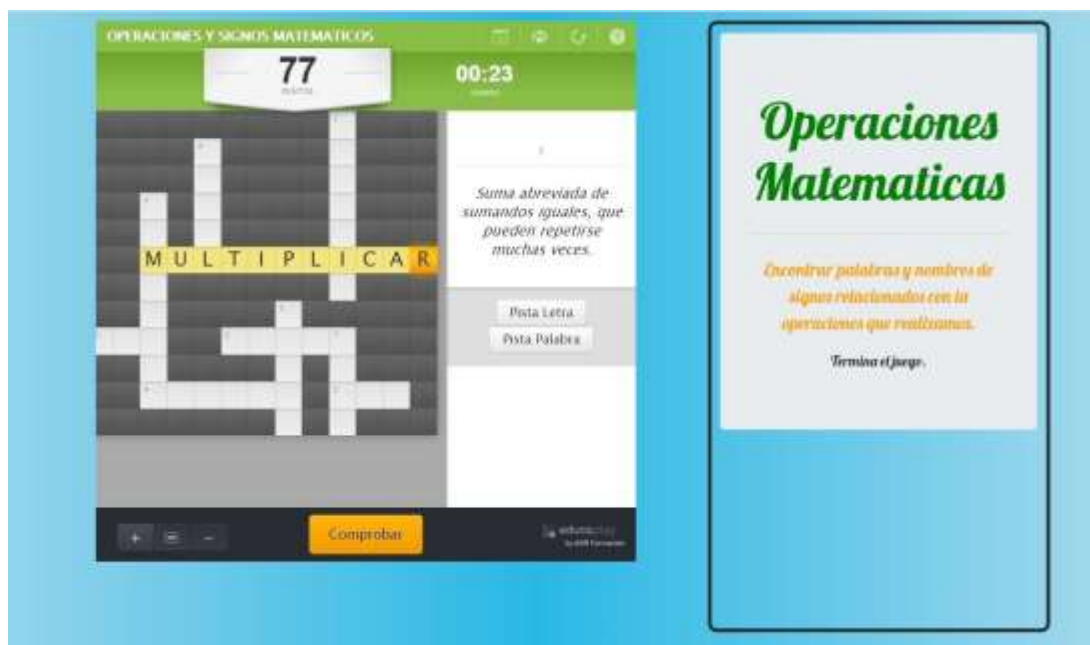 OPERACIONES Y SIGNOS MATEMATICOS
77
00:23
Suma abreviada de
sumandos iguales, que
pueden repetirse
muchas veces.
MULTIPLICAR
Pista Letra
Pista Palabra
+
-
Comprobar
Operaciones
Matematicas
Encontrar palabras y nombres de
signos relacionados con la
operaciones que realizamos.
Termina el juego.